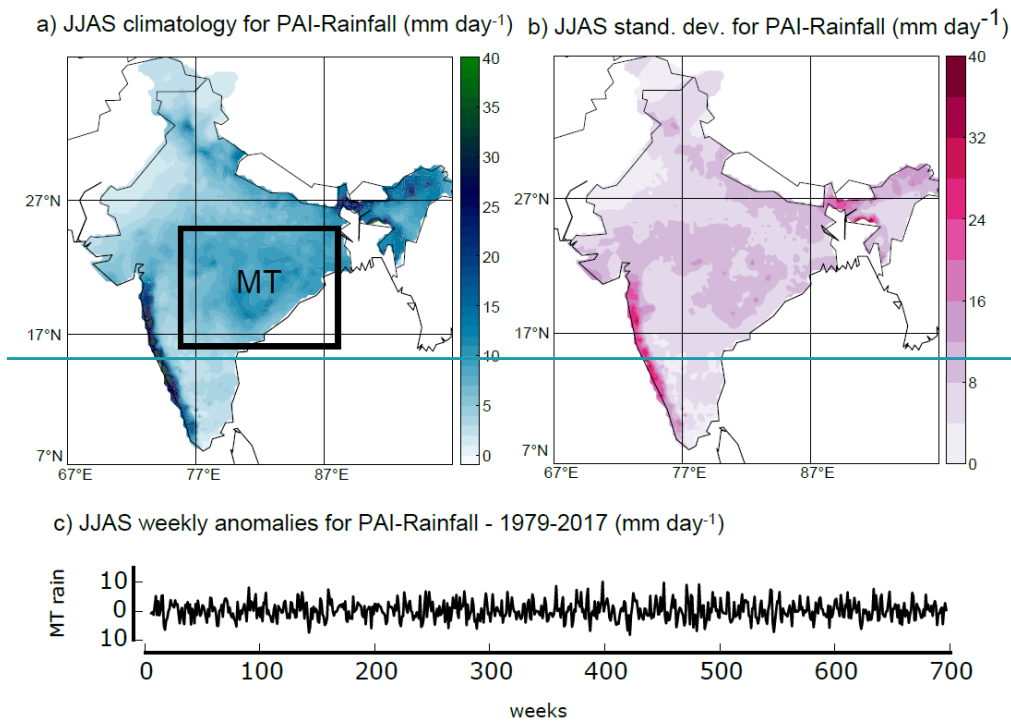 a) JJAS climatology for PAI-Rainfall (mm day-1)
b) JJAS stand. dev. for PAI-Rainfall (mm day-1)
40
35
30
25
20
15
10
5
0
27°N
17°N
7°N
67°E
77°E
87°E
MT
40
32
24
16
8
0
27°N
17°N
7°N
67°E
77°E
87°E
c) JJAS weekly anomalies for PAI-Rainfall - 1979-2017 (mm day-1)
MT rain
10
0
10
0 100 200 300 400 500 600 700
weeks